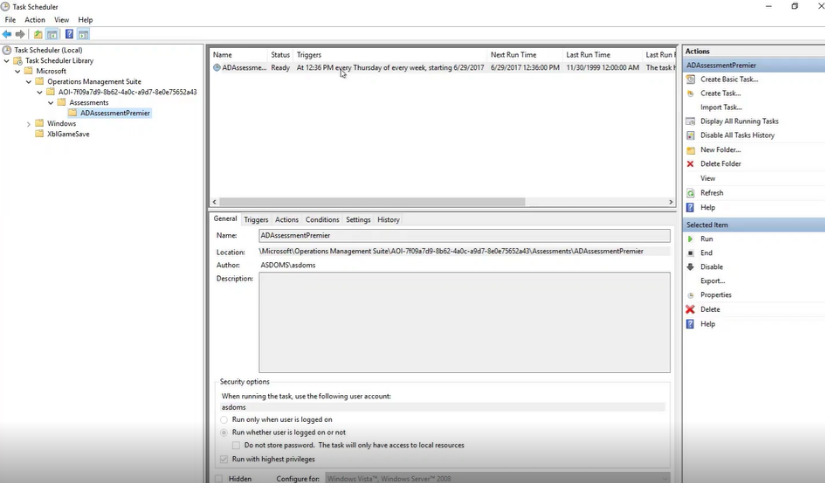 Task Scheduler
File Action View Help
Task Scheduler (Local)
Task Scheduler Library
Microsoft
Operations Management Suite
AOI-7f09a7d9-8b62-4a0c-a9d7-8e0e75652a43
Assessments
ADAssessmentPremier
Windows
XblGameSave
Name Status Triggers Next Run Time Last Run Time Last Run
ADAssessme... Ready At 12:36 PM every Thursday of every week, starting 6/29/2017 6/29/2017 12:36:00 PM 11/30/1999 12:00:00 AM The task h
General Triggers Actions Conditions Settings History
Name: ADAssessmentPremier
Location: \Microsoft\Operations Management Suite\AOI-7f09a7d9-8b62-4a0c-a9d7-8e0e75652a43\Assessments\ADAssessmentPremier
Author: ASDOMS\asdoms
Description:
Security options
When running the task, use the following user account:
asdoms
Run only when user is logged on
Run whether user is logged on or not
Do not store password. The task will only have access to local resources
Run with highest privileges
Hidden Configure for: Windows Vista™, Windows Server™ 2008
Actions
ADAssessmentPremier
Create Basic Task...
Create Task...
Import Task...
Display All Running Tasks
Disable All Tasks History
New Folder...
Delete Folder
View
Refresh
Help
Selected Item
Run
End
Disable
Export...
Properties
Delete
Help